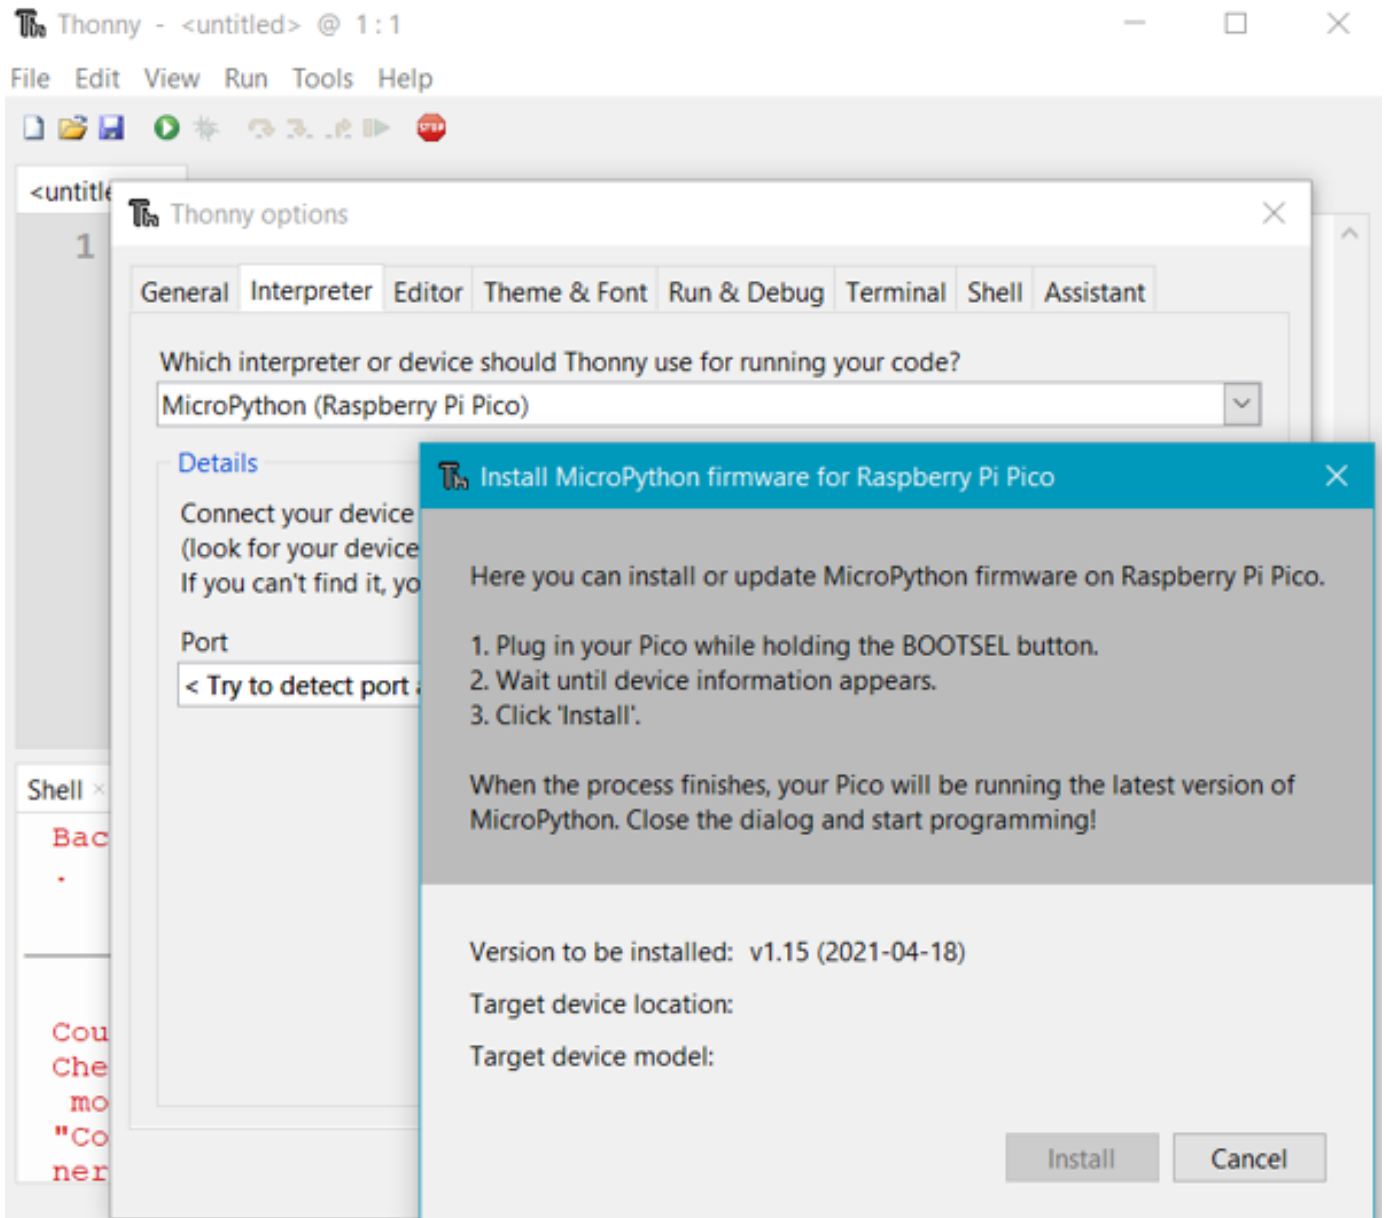 Thonny - <untitled> @ 1:1
File Edit View Run Tools Help
STOP
<untitle
Thonny options
1
General Interpreter Editor Theme & Font Run & Debug Terminal Shell Assistant
Which interpreter or device should Thonny use for running your code?
MicroPython (Raspberry Pi Pico)
Details
Install MicroPython firmware for Raspberry Pi Pico
Connect your device
(look for your device
If you can't find it, yo
Here you can install or update MicroPython firmware on Raspberry Pi Pico.
Port
< Try to detect port a
1. Plug in your Pico while holding the BOOTSEL button.
2. Wait until device information appears.
3. Click 'Install'.
When the process finishes, your Pico will be running the latest version of
MicroPython. Close the dialog and start programming!
Shell
Bac
.
Cou
Che
mo
"Co
ner
Version to be installed: v1.15 (2021-04-18)
Target device location:
Target device model:
Install Cancel